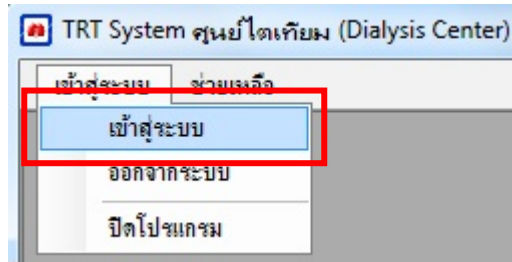 TRT System ศูนย์ไตเทียม (Dialysis Center)
เข้าสู่ระบบ ช่วยเหลือ
เข้าสู่ระบบ
ออกจากระบบ
ปิดโปรแกรม